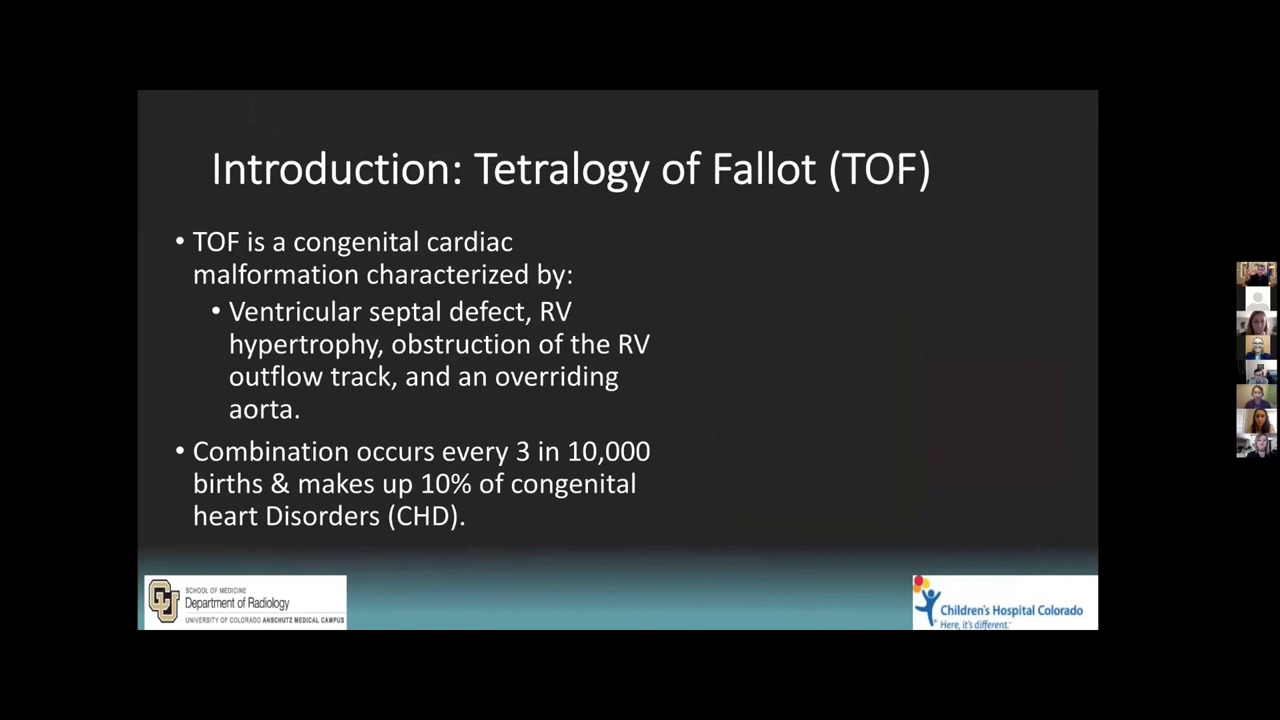 Introduction: Tetralogy of Fallot (TOF)
• TOF is a congenital cardiac
malformation characterized by:
• Ventricular septal defect, RV
hypertrophy, obstruction of the RV
outflow track, and an overriding
aorta.
• Combination occurs every 3 in 10,000
births & makes up 10% of congenital
heart Disorders (CHD).
CU
SCHOOL OF MEDICINE
Department of Radiology
UNIVERSITY OF COLORADO ANSCHUTZ MEDICAL CAMPUS
Children's Hospital Colorado
Here, it's different.™